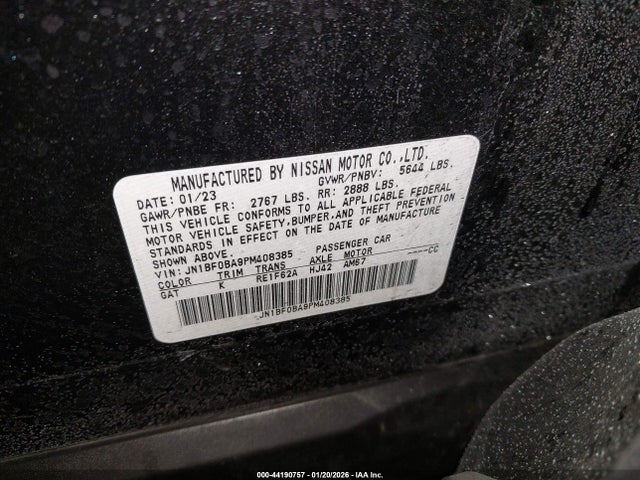 MANUFACTURED BY NISSAN MOTOR CO.,LTD.
DATE: 01/23 GVWR/PNBV: 5644 LBS.
GAWR/PNBE FR: 2767 LBS. RR: 2888 LBS.
THIS VEHICLE CONFORMS TO ALL APPLICABLE FEDERAL
MOTOR VEHICLE SAFETY,BUMPER,AND THEFT PREVENTION
STANDARDS IN EFFECT ON THE DATE OF MANUFACTURE
SHOWN ABOVE.
VIN: JN1BF0BA9PM408385 PASSENGER CAR
COLOR TRIM TRANS AXLE MOTOR ----CC
GAT K RE1F62A HJ42 AM67
JN1BF0BA9PM408385
000-44190757 - 01/20/2026 - IAA Inc.